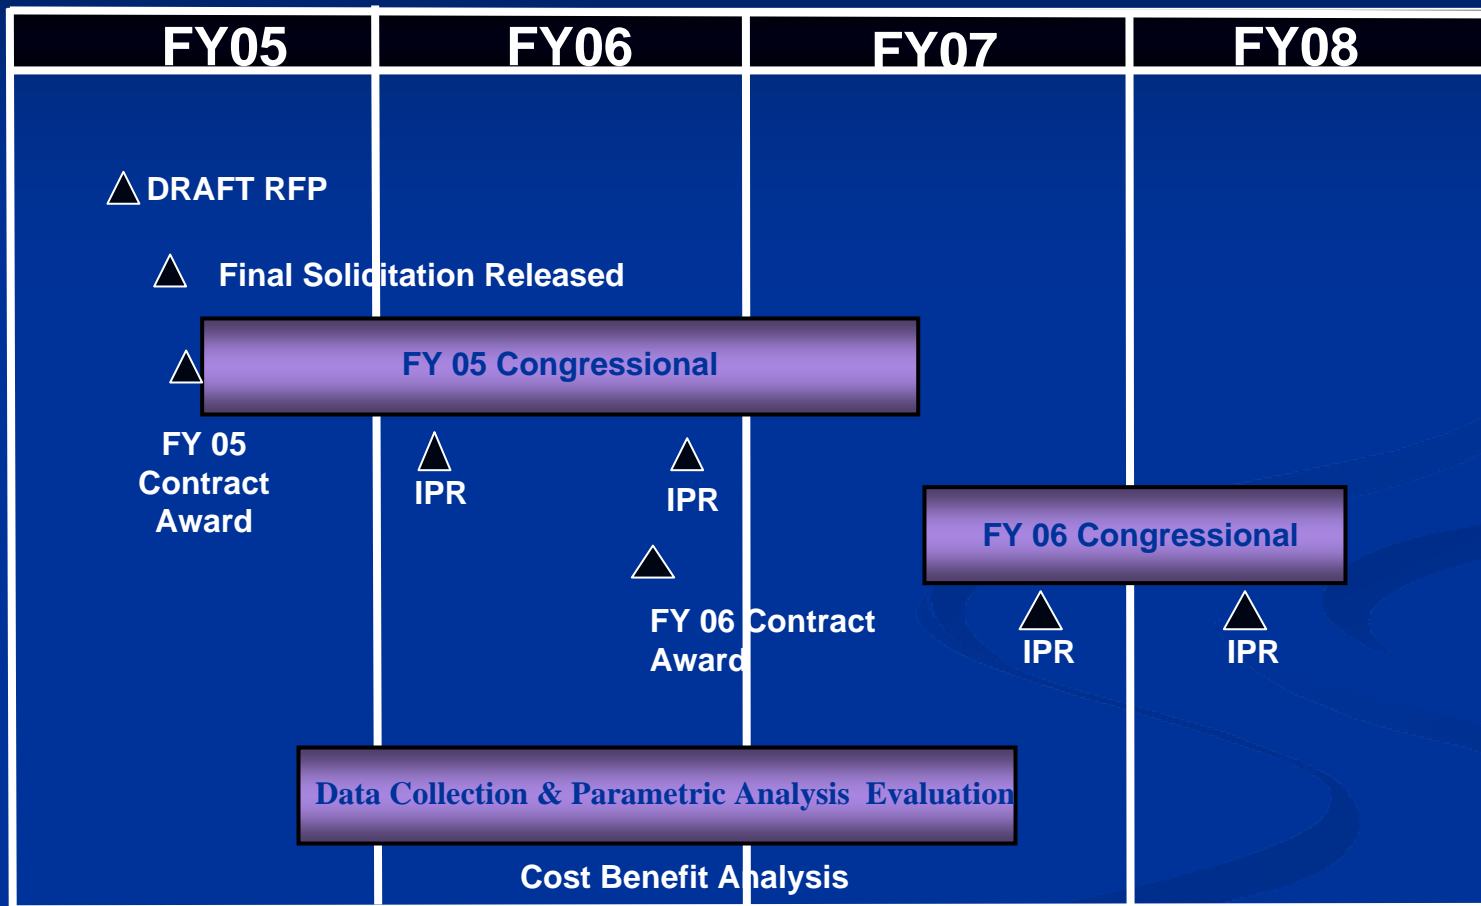 FY05 FY06 FY07 FY08
DRAFT RFP
Final Solicitation Released
FY 05 Congressional
FY 05
Contract
Award
IPR
IPR
FY 06 Congressional
FY 06 Contract
Award
IPR
IPR
Data Collection & Parametric Analysis Evaluation
Cost Benefit Analysis